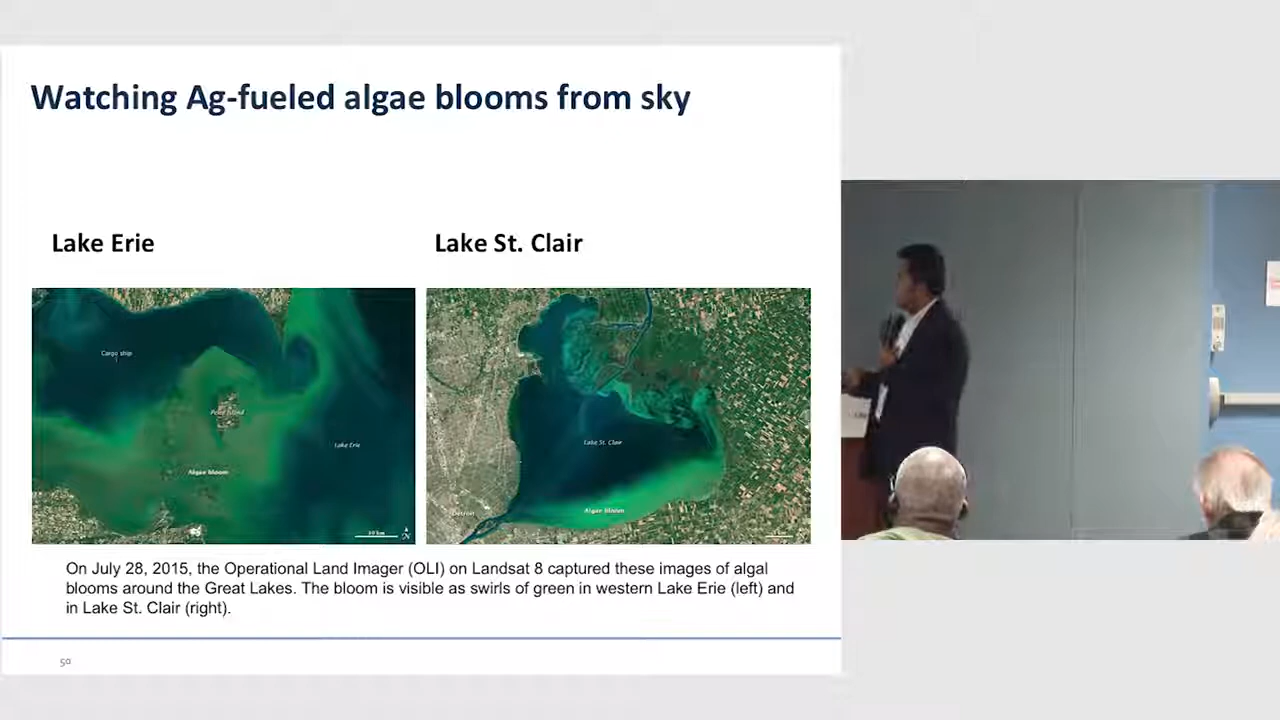 Watching Ag-fueled algae blooms from sky
Lake Erie
Lake St. Clair
Cargo ship
Pelee Island
Lake Erie
Algae bloom
10 km
N
Lake St. Clair
Algae bloom
Detroit
On July 28, 2015, the Operational Land Imager (OLI) on Landsat 8 captured these images of algal
blooms around the Great Lakes. The bloom is visible as swirls of green in western Lake Erie (left) and
in Lake St. Clair (right).
50